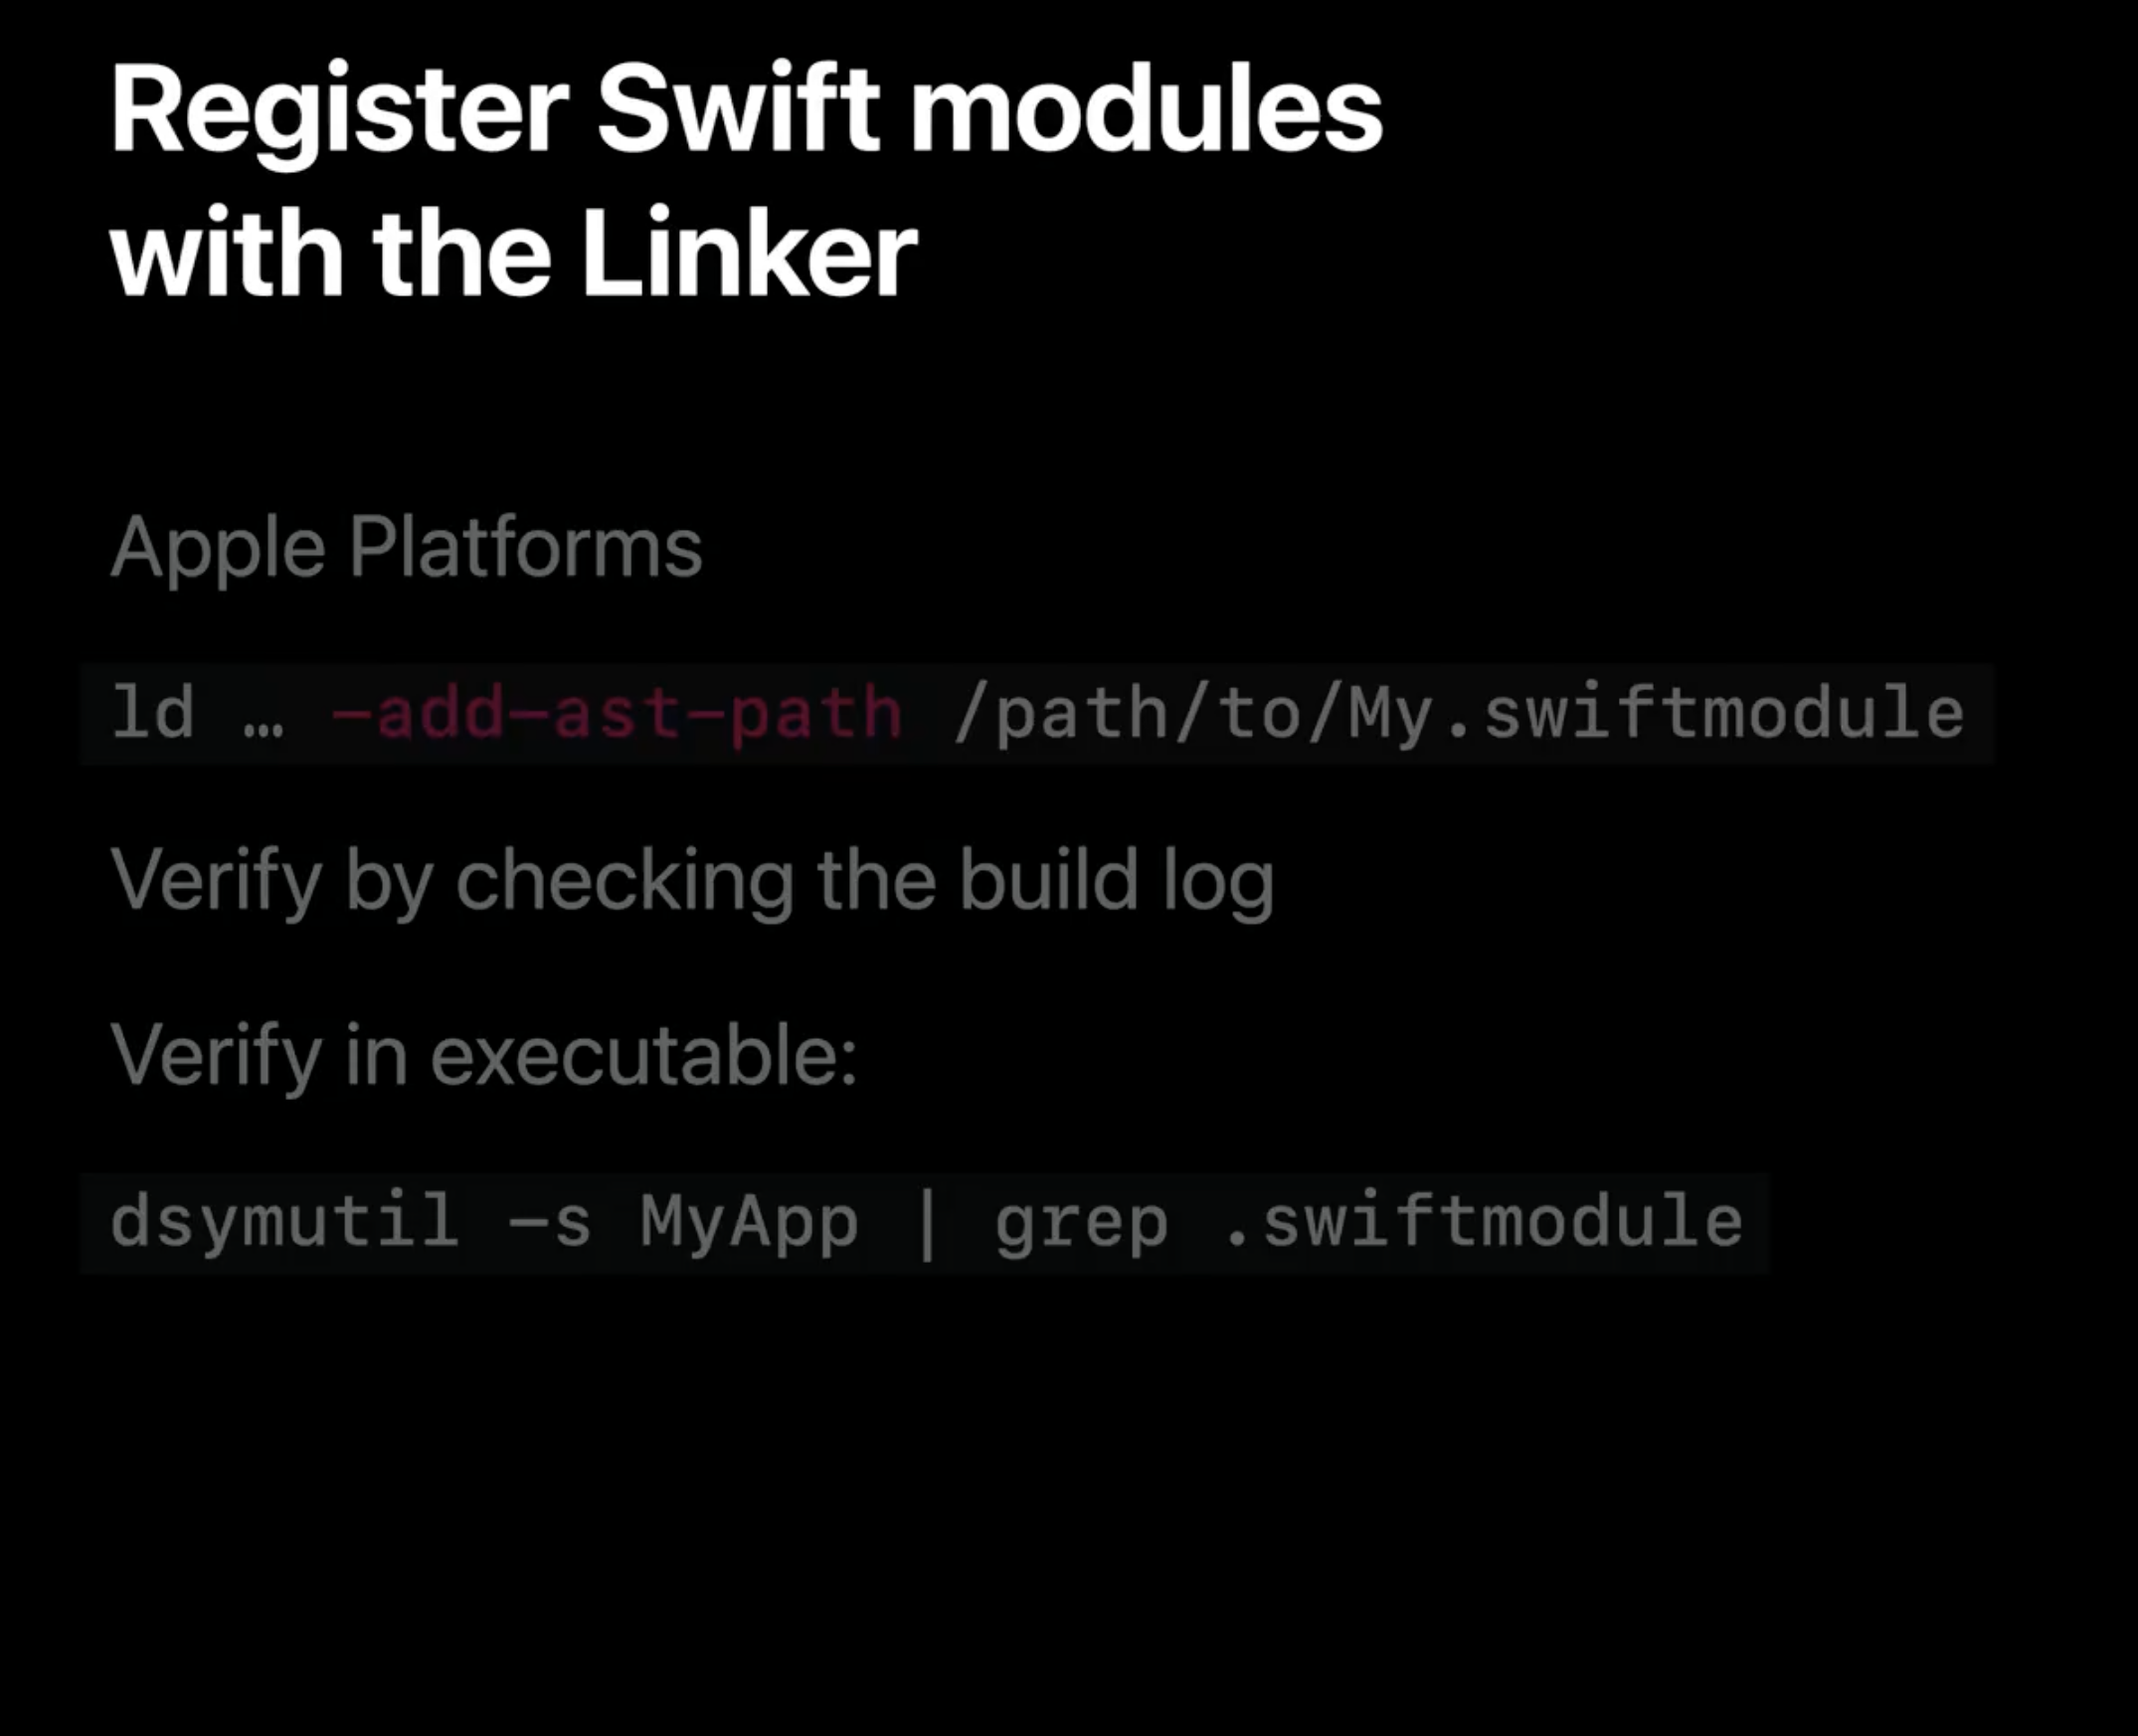 Register Swift modules
with the Linker
Apple Platforms
ld … -add-ast-path /path/to/My.swiftmodule
Verify by checking the build log
Verify in executable:
dsymutil -s MyApp | grep .swiftmodule